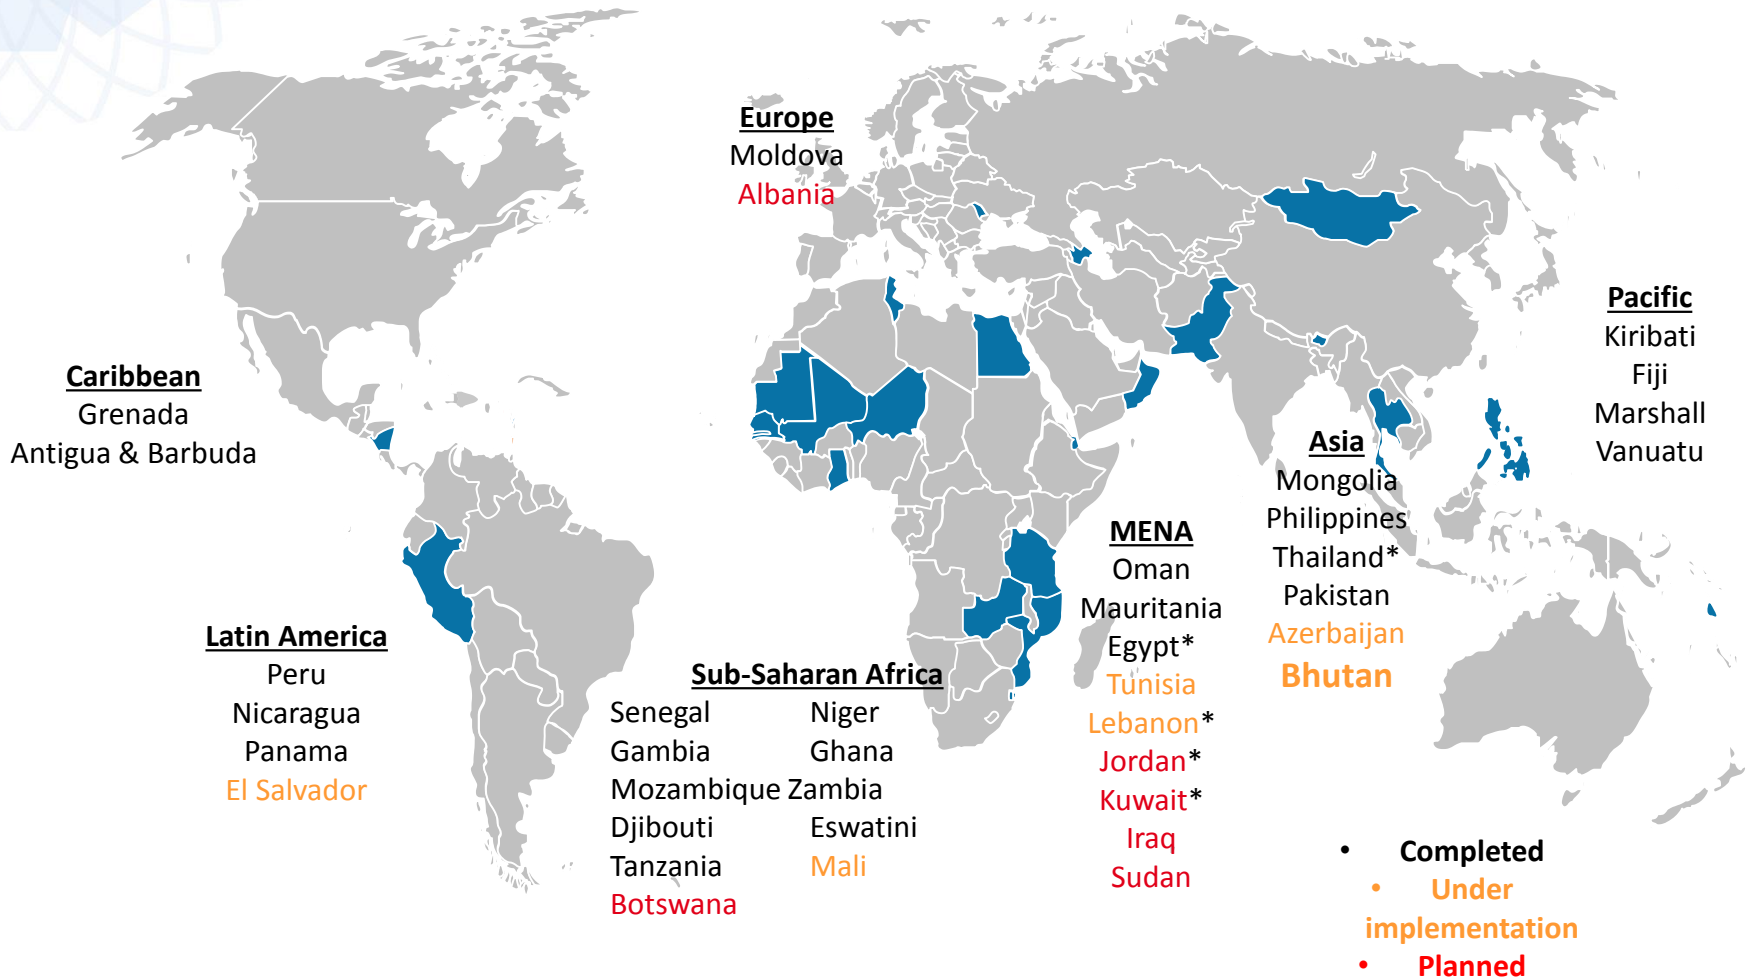 Europe
Moldova
Albania
Pacific
Kiribati
Fiji
Marshall
Vanuatu
Caribbean
Grenada
Antigua & Barbuda
Asia
Mongolia
Philippines
Thailand*
Pakistan
Azerbaijan
Bhutan
MENA
Oman
Mauritania
Egypt*
Tunisia
Lebanon*
Jordan*
Kuwait*
Iraq
Sudan
Latin America
Peru
Nicaragua
Panama
El Salvador
Sub-Saharan Africa
Senegal Niger
Gambia Ghana
Mozambique Zambia
Djibouti Eswatini
Tanzania Mali
Botswana
• Completed
• Under
implementation
• Planned